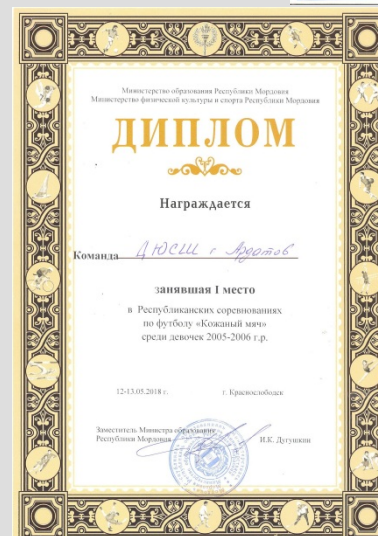 Министерство образования Республики Мордовия
Министерство физической культуры и спорта Республики Мордовия
ДИПЛОМ
Награждается
Команда ДЮСШ г Ардатов
занявшая I место
в Республиканских соревнованиях
по футболу «Кожаный мяч»
среди девочек 2005-2006 г.р.
12-13.05.2018 г. г. Краснослободск
Заместитель Министра образования
Республики Мордовия И.К. Дугушкин